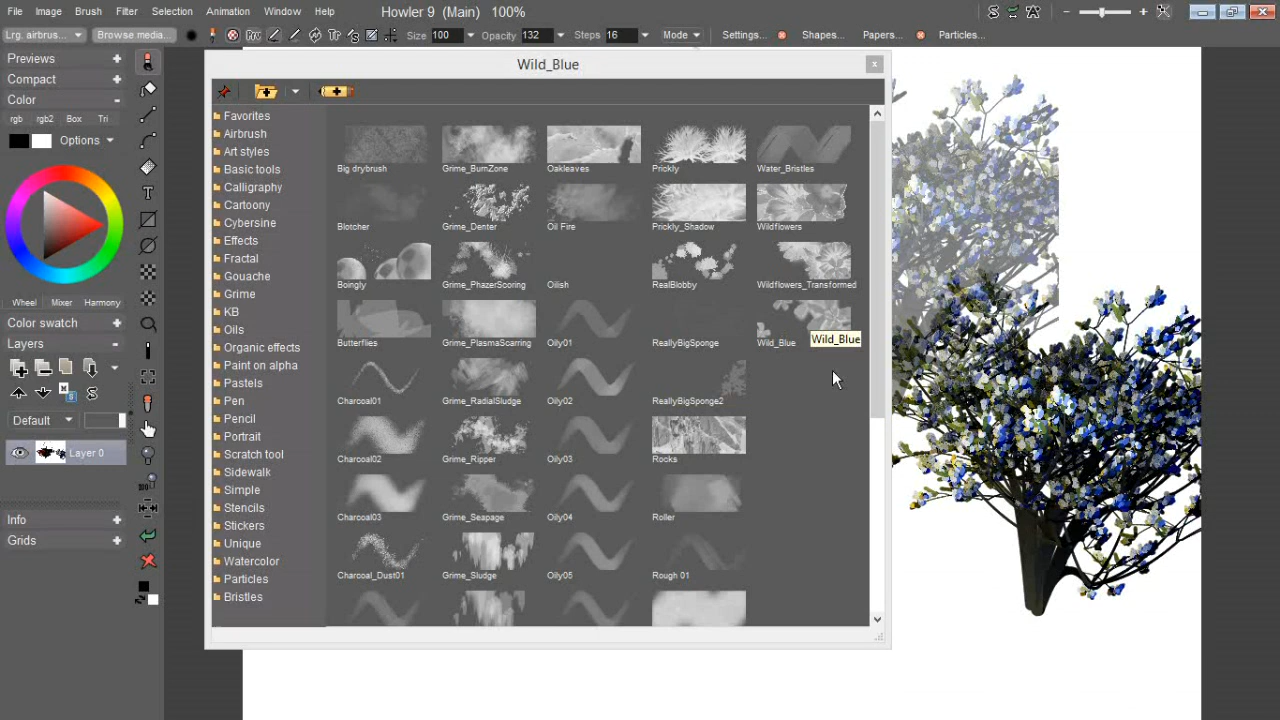 File Image Brush Filter Selection Animation Window Help Howler 9 (Main) 100%
Lrg. airbrus... Browse media... Size 100 Opacity 132 Steps 16 Mode Settings... Shapes... Papers... Particles...
Previews
Compact
Color
rgb rgb2 Box Tri
Options
Wheel Mixer Harmony
Color swatch
Layers
Default
Layer 0
Info
Grids
Wild_Blue
Favorites
Airbrush
Art styles
Basic tools
Calligraphy
Cartoony
Cybersine
Effects
Fractal
Gouache
Grime
KB
Oils
Organic effects
Paint on alpha
Pastels
Pen
Pencil
Portrait
Scratch tool
Sidewalk
Simple
Stencils
Stickers
Unique
Watercolor
Particles
Bristles
Big drybrush Grime_BurnZone Oakleaves Prickly Water_Bristles
Blotcher Grime_Denter Oil Fire Prickly_Shadow Wildflowers
Boingly Grime_PhazerScoring Oilish RealBlobby Wildflowers_Transformed
Butterflies Grime_PlasmaScarring Oily01 ReallyBigSponge Wild_Blue
Wild_Blue
Charcoal01 Grime_RadialSludge Oily02 ReallyBigSponge2
Charcoal02 Grime_Ripper Oily03 Rocks
Charcoal03 Grime_Seapage Oily04 Roller
Charcoal_Dust01 Grime_Sludge Oily05 Rough 01